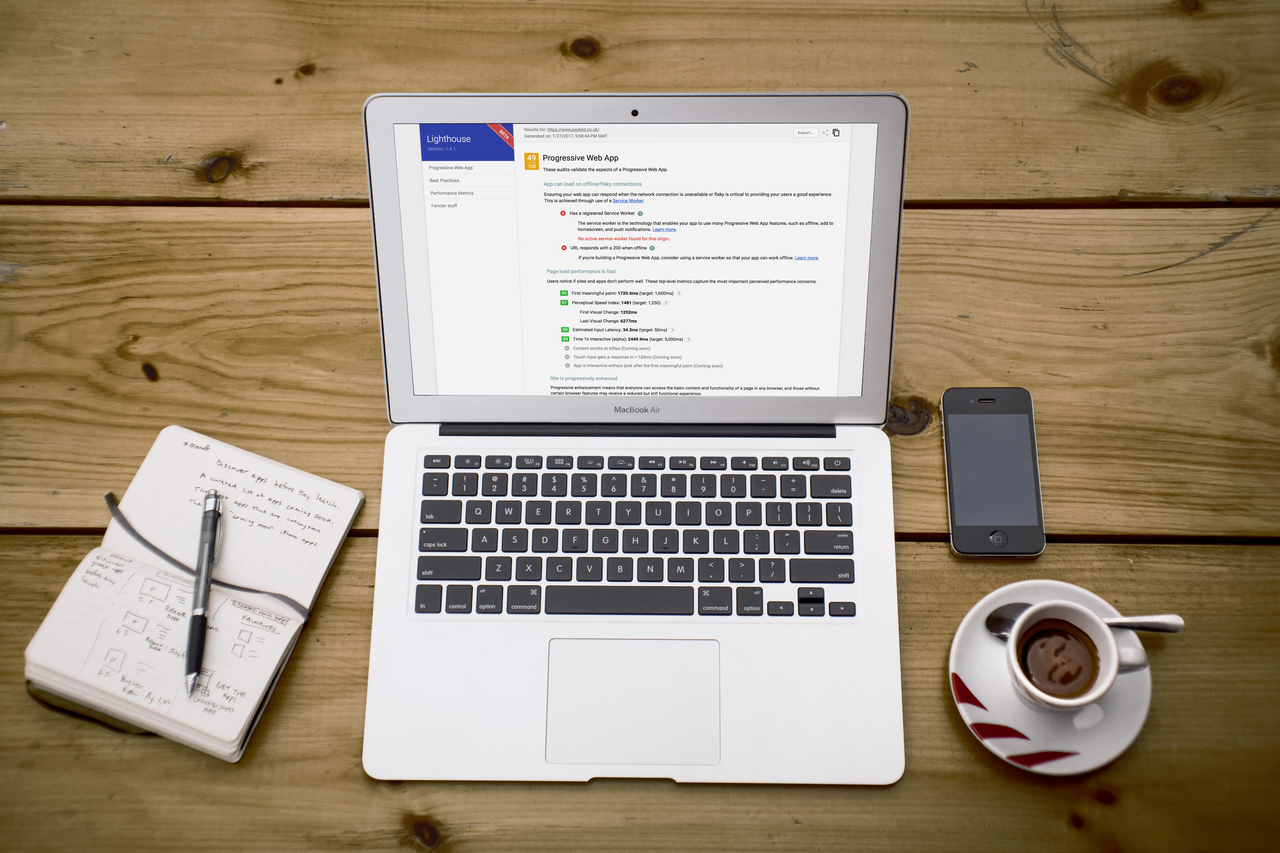 Lighthouse
Version: 1.4.1
BETA
Progressive Web App
Best Practices
Performance Metrics
Fancier stuff
Results for: https://www.psyked.co.uk/
Generated on: 1/27/2017, 9:08:44 PM GMT
Export...
49
100
Progressive Web App
These audits validate the aspects of a Progressive Web App.
App can load on offline/flaky connections
Ensuring your web app can respond when the network connection is unavailable or flaky is critical to providing your users a good experience.
This is achieved through use of a Service Worker.
Has a registered Service Worker ?
The service worker is the technology that enables your app to use many Progressive Web App features, such as offline, add to
homescreen, and push notifications. Learn more.
No active service worker found for this origin.
URL responds with a 200 when offline ?
If you're building a Progressive Web App, consider using a service worker so that your app can work offline. Learn more.
Page load performance is fast
Users notice if sites and apps don't perform well. These top-level metrics capture the most important perceived performance concerns.
First meaningful paint: 1720.6ms (target: 1,600ms) ?
Perceptual Speed Index: 1481 (target: 1,250) ?
First Visual Change: 1252ms
Last Visual Change: 6277ms
Estimated Input Latency: 34.3ms (target: 50ms) ?
Time To Interactive (alpha): 2449.9ms (target: 5,000ms) ?
Content scrolls at 60fps (Coming soon)
Touch input gets a response in < 150ms (Coming soon)
App is interactive without jank after the first meaningful paint (Coming soon)
Site is progressively enhanced
Progressive enhancement means that everyone can access the basic content and functionality of a page in any browser, and those without
certain browser features may receive a reduced but still functional experience.
MacBook Air
esc F1 F2 F3 F4 F5 F6 F7 F8 F9 F10 F11 F12
~ ! @ # $ % ^ & * ( ) _ +
` 1 2 3 4 5 6 7 8 9 0 - = delete
tab Q W E R T Y U I O P { [ } ] | \
caps lock A S D F G H J K L : ; " ' enter return
shift Z X C V B N M < , > . ? / shift
fn control alt option ⌘ command ⌘ command alt option
Discover apps before they launch.
A curated list of apps coming soon.
apps that are coming soon
"coming soon" iPhone apps
Release
Date
FAVOURITES
GET THE
APP